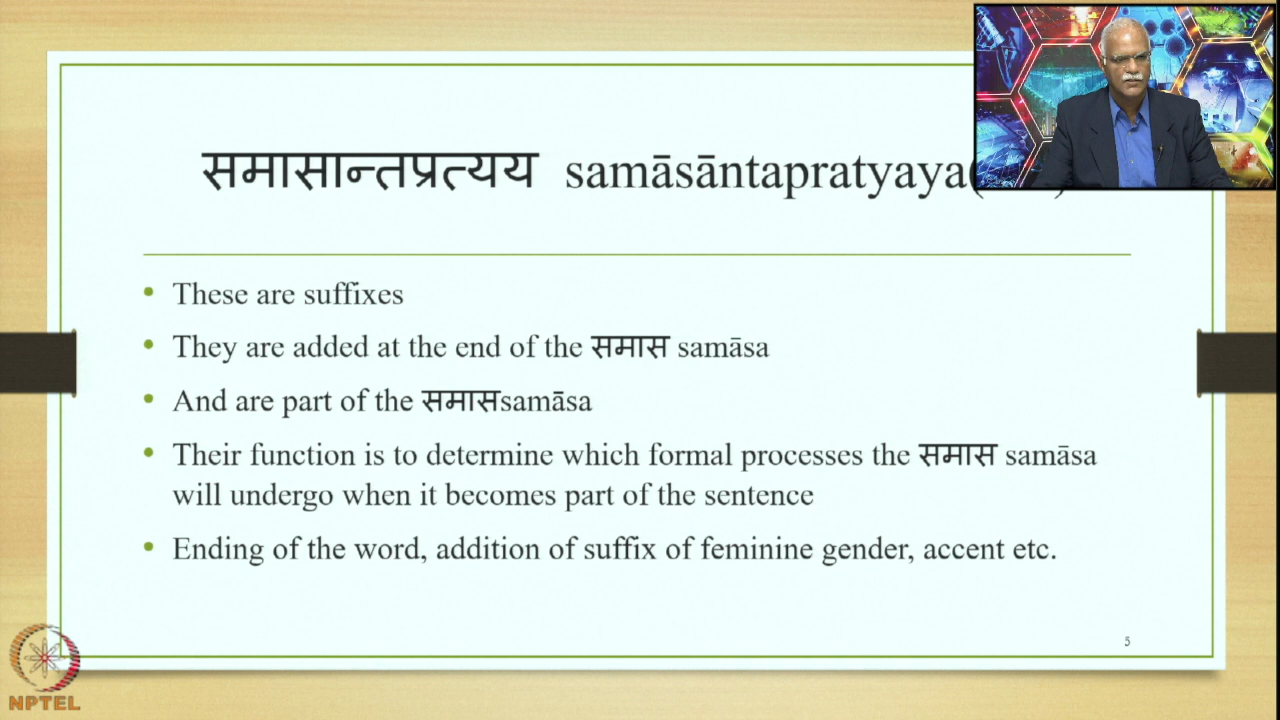 समासान्तप्रत्यय samāsāntapratyaya(
• These are suffixes
• They are added at the end of the समास samāsa
• And are part of the समासsamāsa
• Their function is to determine which formal processes the समास samāsa
will undergo when it becomes part of the sentence
• Ending of the word, addition of suffix of feminine gender, accent etc.
5
NPTEL